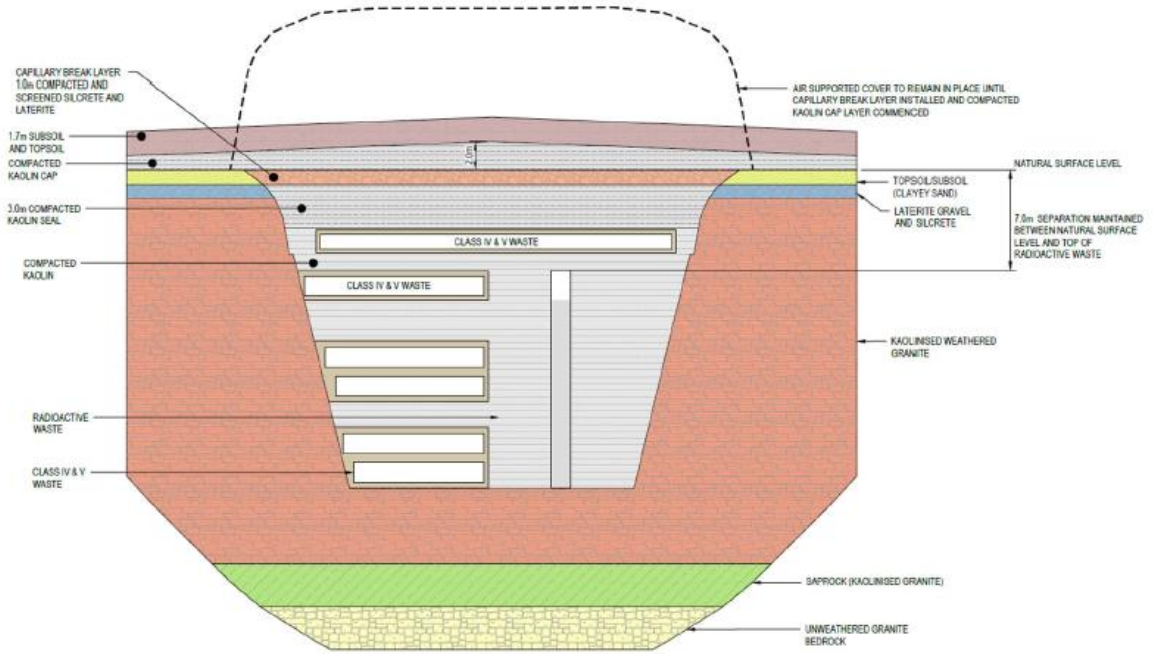 CAPILLARY BREAK LAYER
1.0m COMPACTED AND
SCREENED SILCRETE AND
LATERITE
1.7m SUBSOIL
AND TOPSOIL
COMPACTED
KAOLIN CAP
3.0m COMPACTED
KAOLIN SEAL
COMPACTED
KAOLIN
RADIOACTIVE
WASTE
CLASS IV & V
WASTE
2.0m
CLASS IV & V WASTE
CLASS IV & V WASTE
AIR SUPPORTED COVER TO REMAIN IN PLACE UNTIL
CAPILLARY BREAK LAYER INSTALLED AND COMPACTED
KAOLIN CAP LAYER COMMENCED
NATURAL SURFACE LEVEL
TOPSOIL/SUBSOIL
(CLAYEY SAND)
LATERITE GRAVEL
AND SILCRETE
7.0m SEPARATION MAINTAINED
BETWEEN NATURAL SURFACE
LEVEL AND TOP OF
RADIOACTIVE WASTE
KAOLINISED WEATHERED
GRANITE
SAPROCK (KAOLINISED GRANITE)
UNWEATHERED GRANITE
BEDROCK